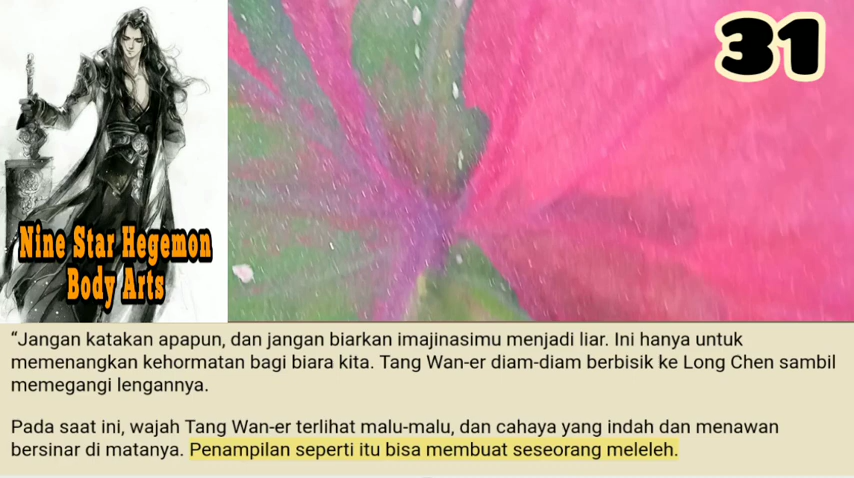 31
Nine Star Hegemon
Body Arts
“Jangan katakan apapun, dan jangan biarkan imajinasimu menjadi liar. Ini hanya untuk
memenangkan kehormatan bagi biara kita. Tang Wan-er diam-diam berbisik ke Long Chen sambil
memegangi lengannya.
Pada saat ini, wajah Tang Wan-er terlihat malu-malu, dan cahaya yang indah dan menawan
bersinar di matanya. Penampilan seperti itu bisa membuat seseorang meleleh.